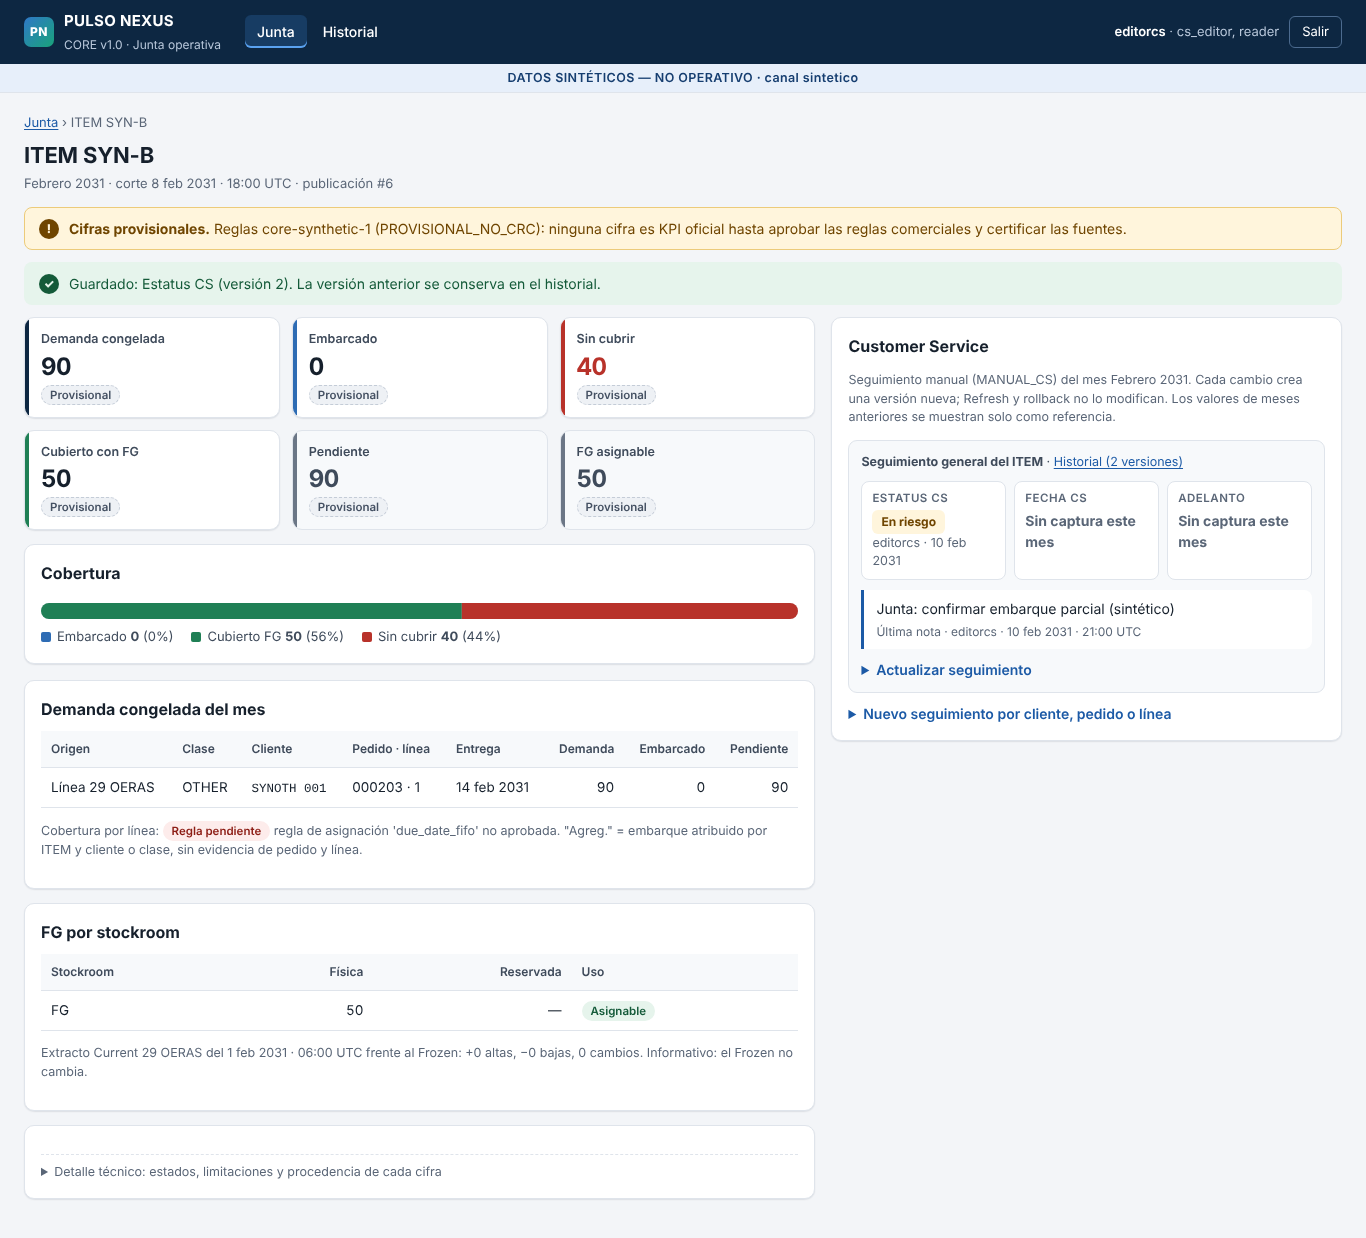 PN
PULSO NEXUS
CORE v1.0 · Junta operativa
Junta
Historial
editorcs · cs_editor, reader
Salir
DATOS SINTÉTICOS — NO OPERATIVO · canal sintetico
Junta › ITEM SYN-B
ITEM SYN-B
Febrero 2031 · corte 8 feb 2031 · 18:00 UTC · publicación #6
! Cifras provisionales. Reglas core-synthetic-1 (PROVISIONAL_NO_CRC): ninguna cifra es KPI oficial hasta aprobar las reglas comerciales y certificar las fuentes.
Guardado: Estatus CS (versión 2). La versión anterior se conserva en el historial.
Demanda congelada
90
Provisional
Embarcado
0
Provisional
Sin cubrir
40
Provisional
Cubierto con FG
50
Provisional
Pendiente
90
Provisional
FG asignable
50
Provisional
Cobertura
Embarcado 0 (0%) Cubierto FG 50 (56%) Sin cubrir 40 (44%)
Demanda congelada del mes
Origen Clase Cliente Pedido · línea Entrega Demanda Embarcado Pendiente
Línea 29 OERAS OTHER SYNOTH 001 000203 · 1 14 feb 2031 90 0 90
Cobertura por línea: Regla pendiente regla de asignación 'due_date_fifo' no aprobada. "Agreg." = embarque atribuido por
ITEM y cliente o clase, sin evidencia de pedido y línea.
FG por stockroom
Stockroom Física Reservada Uso
FG 50 — Asignable
Extracto Current 29 OERAS del 1 feb 2031 · 06:00 UTC frente al Frozen: +0 altas, −0 bajas, 0 cambios. Informativo: el Frozen no
cambia.
Detalle técnico: estados, limitaciones y procedencia de cada cifra
Customer Service
Seguimiento manual (MANUAL_CS) del mes Febrero 2031. Cada cambio crea
una versión nueva; Refresh y rollback no lo modifican. Los valores de meses
anteriores se muestran solo como referencia.
Seguimiento general del ITEM · Historial (2 versiones)
ESTATUS CS
En riesgo
editorcs · 10 feb
2031
FECHA CS
Sin captura este
mes
ADELANTO
Sin captura este
mes
Junta: confirmar embarque parcial (sintético)
Última nota · editorcs · 10 feb 2031 · 21:00 UTC
Actualizar seguimiento
Nuevo seguimiento por cliente, pedido o línea